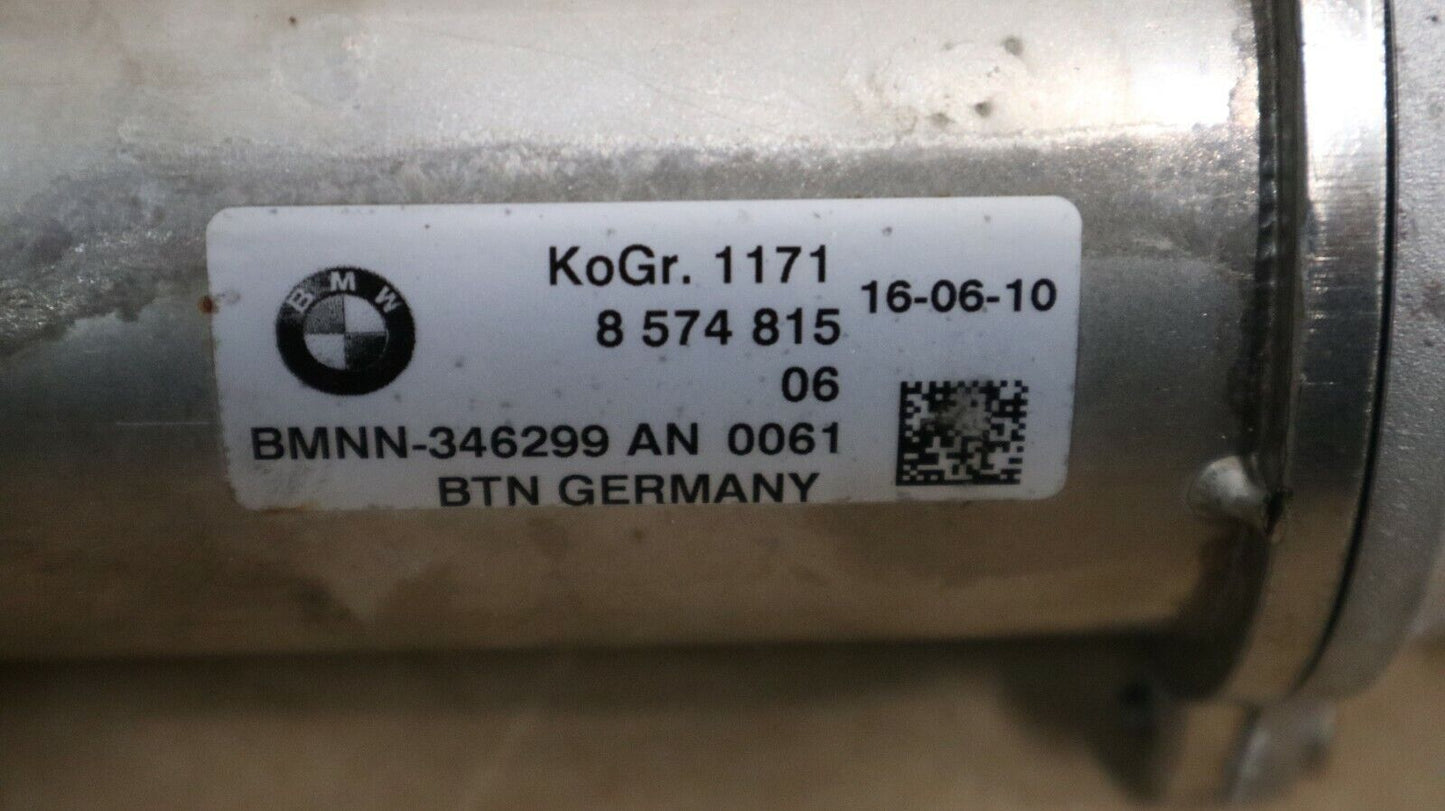 BMW
KoGr. 1171
16-06-10
8 574 815
06
BMNN-346299 AN 0061
BTN GERMANY